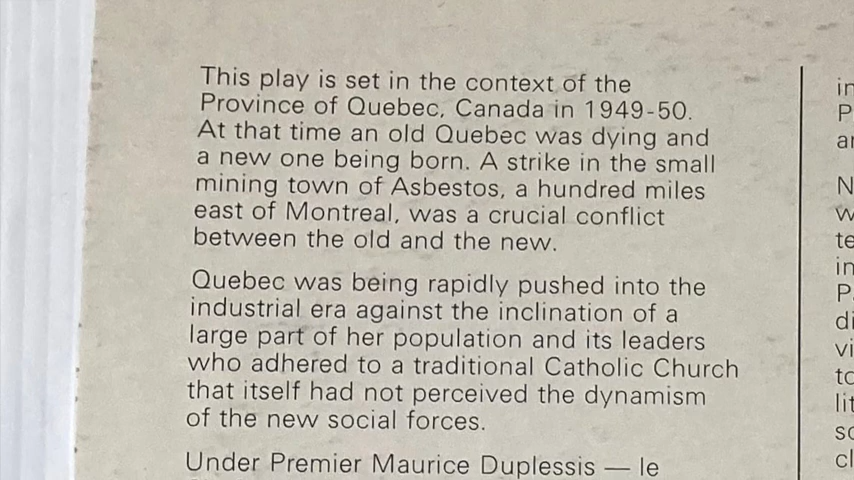 This play is set in the context of the
Province of Quebec, Canada in 1949-50.
At that time an old Quebec was dying and
a new one being born. A strike in the small
mining town of Asbestos, a hundred miles
east of Montreal, was a crucial conflict
between the old and the new.
Quebec was being rapidly pushed into the
industrial era against the inclination of a
large part of her population and its leaders
who adhered to a traditional Catholic Church
that itself had not perceived the dynamism
of the new social forces.
Under Premier Maurice Duplessis — le